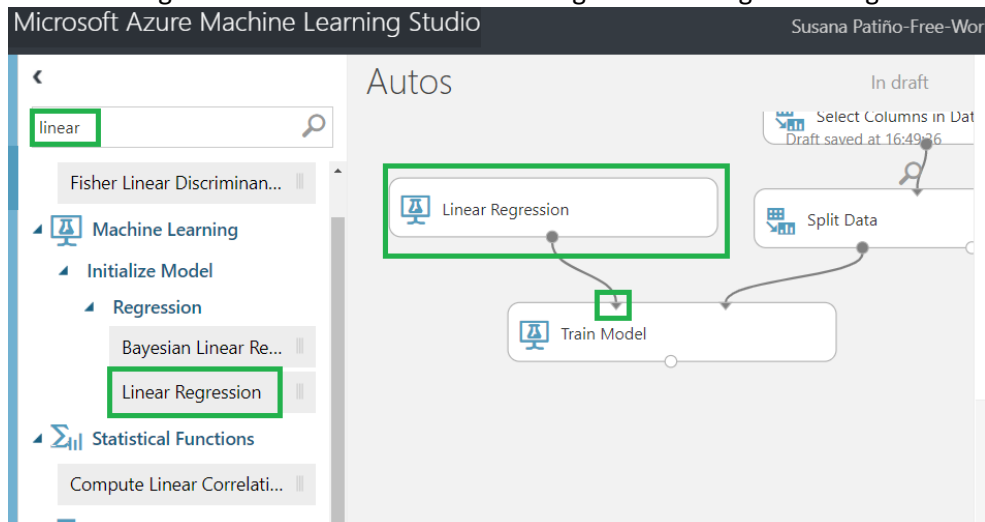 Microsoft Azure Machine Learning Studio
Susana Patiño-Free-Wor
Autos
In draft
linear
Select Columns in Dat
Draft saved at 16:49:36
Fisher Linear Discriminan...
Linear Regression
Split Data
Machine Learning
Initialize Model
Regression
Train Model
Bayesian Linear Re...
Linear Regression
Statistical Functions
Compute Linear Correlati...